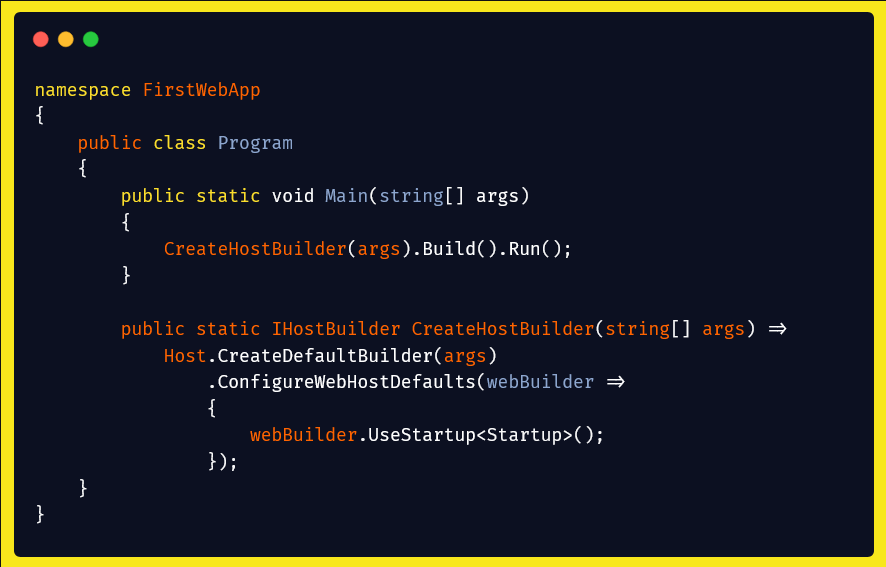 namespace FirstWebApp
{
    public class Program
    {
        public static void Main(string[] args)
        {
            CreateHostBuilder(args).Build().Run();
        }

        public static IHostBuilder CreateHostBuilder(string[] args) =>
            Host.CreateDefaultBuilder(args)
                .ConfigureWebHostDefaults(webBuilder =>
                {
                    webBuilder.UseStartup<Startup>();
                });
    }
}